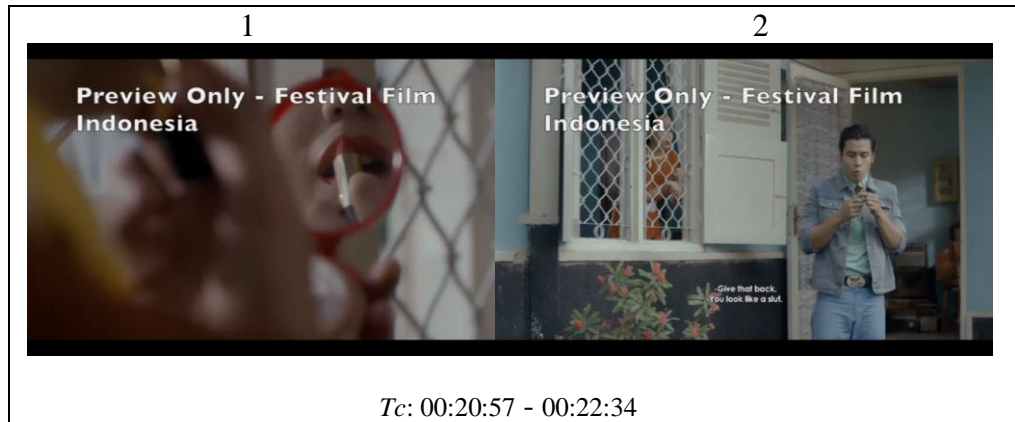 1
2
Preview Only - Festival Film
Indonesia
Preview Only - Festival Film
Indonesia
-Give that back.
-You look like a slut.
Tc: 00:20:57 - 00:22:34